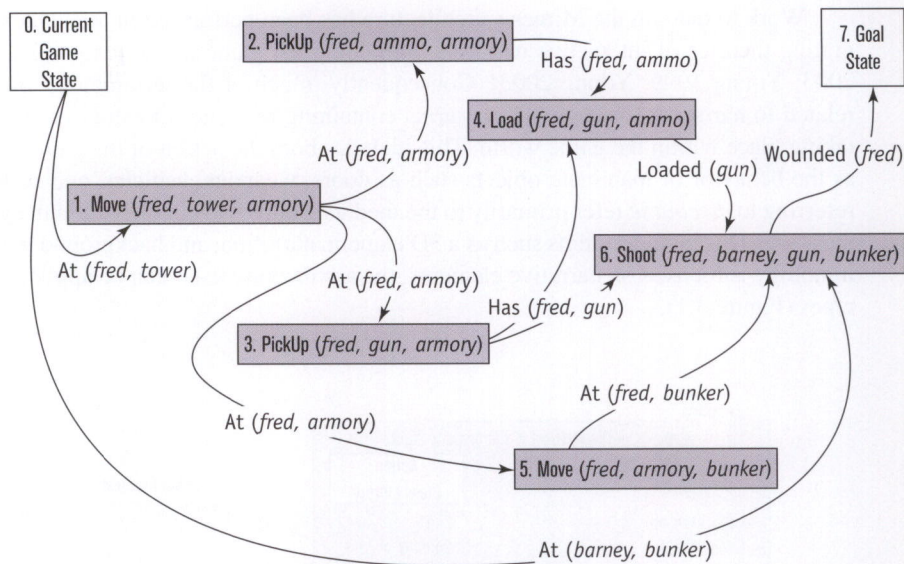 0. Current
Game
State
2. PickUp (fred, ammo, armory)
7. Goal
State
Has (fred, ammo)
4. Load (fred, gun, ammo)
At (fred, armory)
Loaded (gun)
Wounded (fred)
1. Move (fred, tower, armory)
At (fred, tower)
6. Shoot (fred, barney, gun, bunker)
At (fred, armory)
Has (fred, gun)
3. PickUp (fred, gun, armory)
At (fred, bunker)
At (fred, armory)
5. Move (fred, armory, bunker)
At (barney, bunker)